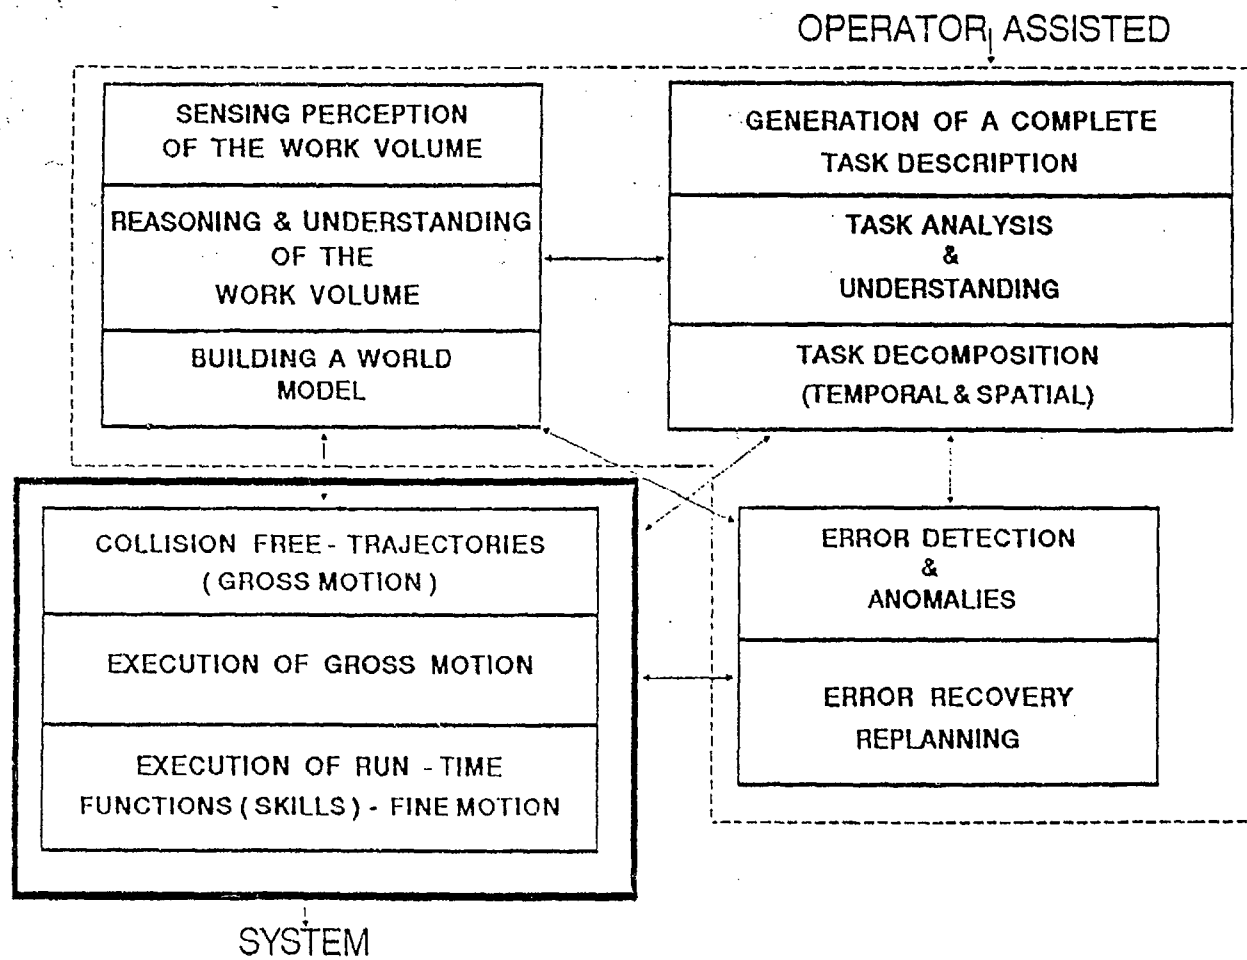 OPERATOR ASSISTED
SENSING PERCEPTION
OF THE WORK VOLUME
REASONING & UNDERSTANDING
OF THE
WORK VOLUME
BUILDING A WORLD
MODEL
GENERATION OF A COMPLETE
TASK DESCRIPTION
TASK ANALYSIS
&
UNDERSTANDING
TASK DECOMPOSITION
(TEMPORAL & SPATIAL)
COLLISION FREE - TRAJECTORIES
( GROSS MOTION )
EXECUTION OF GROSS MOTION
EXECUTION OF RUN - TIME
FUNCTIONS ( SKILLS ) - FINE MOTION
ERROR DETECTION
&
ANOMALIES
ERROR RECOVERY
REPLANNING
SYSTEM